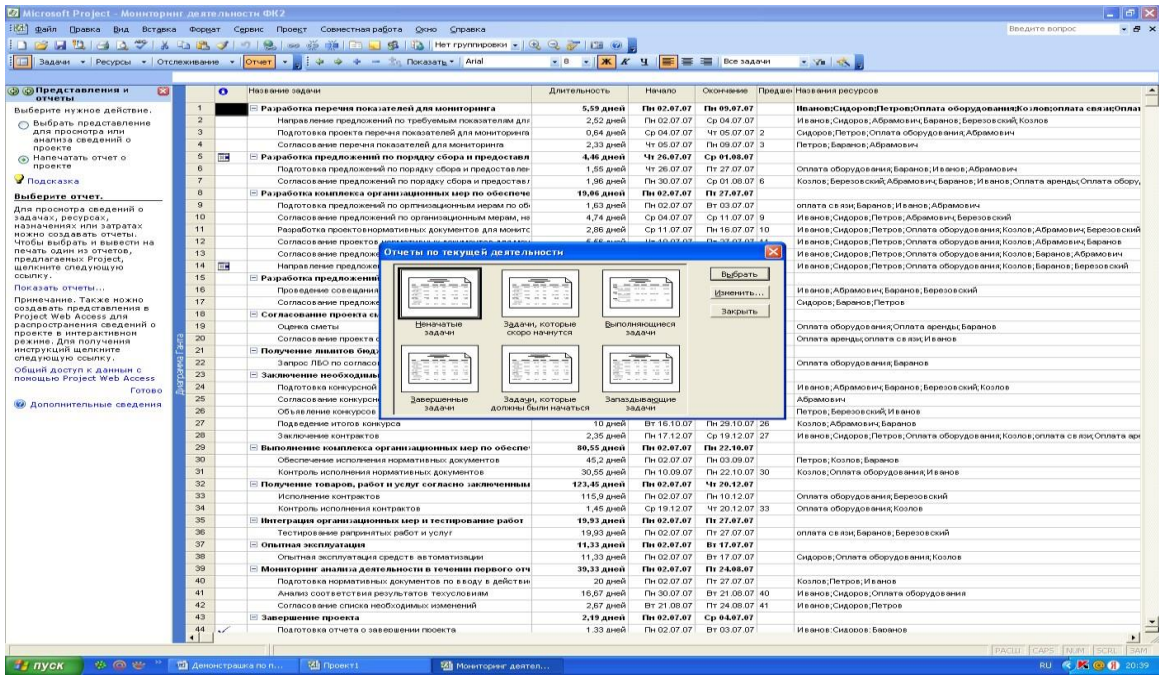 Microsoft Project - Мониторинг деятельности ФК2
Файл Правка Вид Вставка Формат Сервис Проект Совместная работа Окно Справка
Введите вопрос
Нет группировки
Задачи Ресурсы Отслеживание Отчет Показать Arial 8 Ж К Ч Все задачи
Представления и отчеты
Выберите нужное действие.
Выбрать представление
для просмотра или
анализа сведений о
проекте
Напечатать отчет о
проекте
Подсказка
Выберите отчет.
Для просмотра сведений о
задачах, ресурсах,
назначениях или затратах
можно создавать отчеты.
Чтобы выбрать и вывести на
печать один из отчетов,
предлагаемых Project,
щелкните следующую
ссылку.
Показать отчеты...
Примечание. Также можно
создавать представления в
Project Web Access для
распространения сведений о
проекте в интерактивном
режиме. Для получения
инструкций щелкните
следующую ссылку.
Общий доступ к данным с
помощью Project Web Access
Готово
Дополнительные сведения
Диаграмма Ганта
Название задачи Длительность Начало Окончание Предшес Названия ресурсов
1 Разработка перечня показателей для мониторинга 5,59 дней Пн 02.07.07 Пн 09.07.07 Иванов;Сидоров;Петров;Оплата оборудования;Козлов;оплата связи;Оплат
2 Направление предложений по требуемым показателям для 2,52 дней Пн 02.07.07 Ср 04.07.07 Иванов;Сидоров;Абрамович;Баранов;Березовский;Козлов
3 Подготовка проекта перечня показателей для мониторинга 0,64 дней Ср 04.07.07 Чт 05.07.07 2 Сидоров;Петров;Оплата оборудования;Абрамович
4 Согласование перечня показателей для мониторинга 2,33 дней Чт 05.07.07 Пн 09.07.07 3 Петров;Баранов;Абрамович
5 Разработка предложений по порядку сбора и предоставл 4,46 дней Чт 26.07.07 Ср 01.08.07
6 Подготовка предложений по порядку сбора и предоставлен 1,55 дней Чт 26.07.07 Пт 27.07.07 Оплата оборудования;Баранов;Иванов;Абрамович
7 Согласование предложений по порядку сбора и предоставл 1,96 дней Пн 30.07.07 Ср 01.08.07 6 Козлов;Березовский;Абрамович;Баранов;Иванов;Оплата аренды;Оплата обору,
8 Разработка комплекса организационных мер по обеспече 19,06 дней Пн 02.07.07 Пт 27.07.07
9 Подготовка предложений по орпгнизационным мерам по об 1,63 дней Пн 02.07.07 Вт 03.07.07 оплата связи;Баранов;Иванов;Абрамович
10 Согласование предложений по организационным мерам, не 4,74 дней Ср 04.07.07 Ср 11.07.07 9 Иванов;Сидоров;Петров;Абрамович;Березовский
11 Разработка проектовнормативных документов для монитс 2,86 дней Ср 11.07.07 Пн 16.07.07 10 Иванов;Сидоров;Петров;Оплата оборудования;Козлов;Абрамович;Березовский
12 Согласование проектов Иванов;Сидоров;Петров;Оплата оборудования;Козлов;Абрамович;Баранов
13 Согласование предложе Иванов;Сидоров;Петров;Оплата оборудования;Козлов;Баранов;Абрамович
14 Направление предложен Иванов;Сидоров;Петров;Оплата оборудования;Козлов;Баранов;Березовский
15 Разработка предложений
16 Проведение совещания Иванов;Абрамович;Баранов;Березовский
17 Согласование предложе Сидоров;Баранов;Петров
18 Согласование проекта см
19 Оценка сметы Оплата оборудования;Оплата аренды;Баранов
20 Согласование проекта с Оплата аренды;оплата связи;Иванов
21 Получение лимитов бюд
22 Запрос ЛБО по согласо Оплата оборудования;Баранов
23 Заключение необходимы
24 Подготовка конкурсной Иванов;Абрамович;Баранов;Березовский;Козлов
25 Согласование конкурсн Абрамович
26 Объявление конкурсов Петров;Березовский;Иванов
27 Подведение итогов конкурса 10 дней Вт 16.10.07 Пн 29.10.07 26 Козлов;Абрамович;Баранов
28 Заключение контрактов 2,35 дней Пн 17.12.07 Ср 19.12.07 27 Иванов;Сидоров;Петров;Оплата оборудования;Козлов;оплата связи;Оплата аре
29 Выполнение комплекса организационных мер по обеспе 80,55 дней Пн 02.07.07 Пн 22.10.07
30 Обеспечение исполнения нормативных документов 45,2 дней Пн 02.07.07 Пн 03.09.07 Петров;Козлов;Баранов
31 Контроль исполнения нормативных документов 30,55 дней Пн 10.09.07 Пн 22.10.07 30 Козлов;Оплата оборудования;Иванов
32 Получение товаров, работ и услуг согласно заключенным 123,45 дней Пн 02.07.07 Чт 20.12.07
33 Исполнение контрактов 115,9 дней Пн 02.07.07 Пн 10.12.07 Оплата оборудования;Березовский
34 Контроль исполнения контрактов 1,45 дней Ср 19.12.07 Чт 20.12.07 33 Оплата оборудования;Козлов
35 Интеграция организационных мер и тестирование работ 19,93 дней Пн 02.07.07 Пт 27.07.07
36 Тестирование рапринятых работ и услуг 19,93 дней Пн 02.07.07 Пт 27.07.07 оплата связи;Баранов;Березовский
37 Опытная эксплуатация 11,33 дней Пн 02.07.07 Вт 17.07.07
38 Опытная эксплуатация средств автоматизации 11,33 дней Пн 02.07.07 Вт 17.07.07 Сидоров;Оплата оборудования;Козлов
39 Мониторинг анализа деятельности в течении первого отч 39,33 дней Пн 02.07.07 Пт 24.08.07
40 Подготовка нормативных документов по вводу в действи 20 дней Пн 02.07.07 Пт 27.07.07 Козлов;Петров;Иванов
41 Анализ соответствия результатов техусловиям 16,67 дней Пн 30.07.07 Вт 21.08.07 40 Иванов;Сидоров;Оплата оборудования
42 Согласование списка необходимых изменений 2,67 дней Вт 21.08.07 Пт 24.08.07 41 Иванов;Сидоров;Петров
43 Завершение проекта 2,19 дней Пн 02.07.07 Ср 04.07.07
44 Подготовка отчета о завершении проекта 1,33 дней Пн 02.07.07 Вт 03.07.07 Иванов;Сидоров;Баранов
Отчеты по текущей деятельности
Неначатые задачи
Задачи, которые скоро начнутся
Выполняющиеся задачи
Завершенные задачи
Задачи, которые должны были начаться
Запаздывающие задачи
Выбрать
Изменить...
Закрыть
РАСШ CAPS NUM SCRL ЗАМ
пуск Демонстрашка по п... Проект1 Мониторинг деятел... RU 20:39